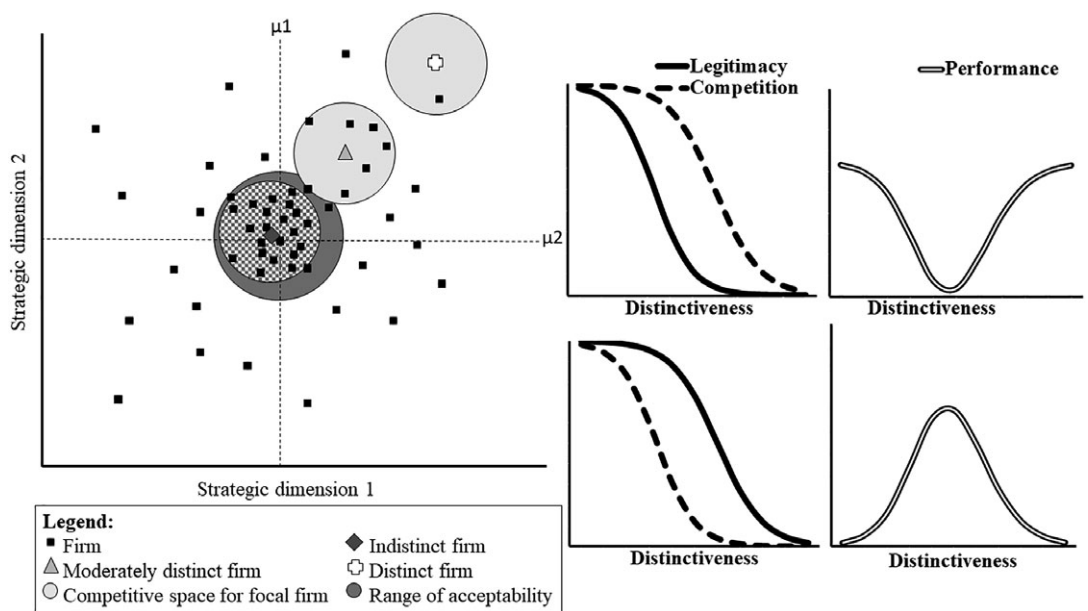 μ1
μ2
Strategic dimension 2
Strategic dimension 1
Legend:
Firm
Indistinct firm
Moderately distinct firm
Distinct firm
Competitive space for focal firm
Range of acceptability
Legitimacy
Competition
Distinctiveness
Performance
Distinctiveness
Distinctiveness
Distinctiveness